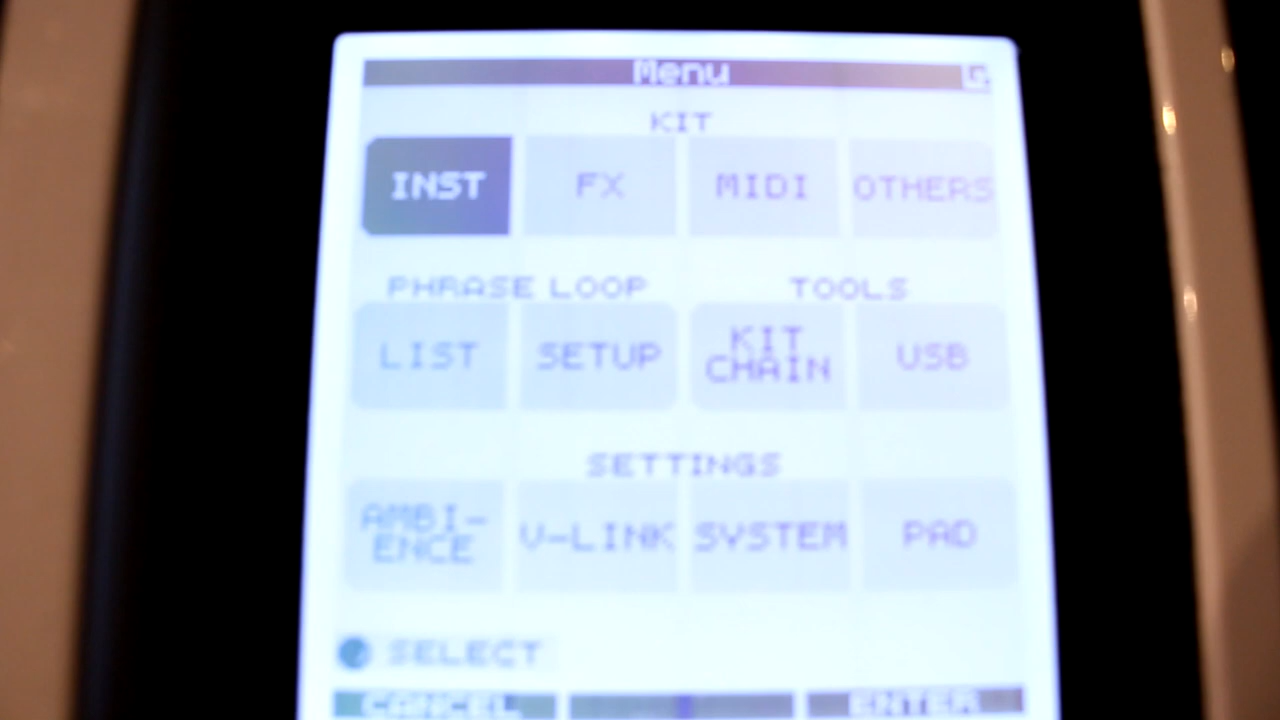 Menu
KIT
INST FX MIDI OTHERS
PHRASE LOOP TOOLS
LIST SETUP KIT CHAIN USB
SETTINGS
AMBI-
ENCE V-LINK SYSTEM PAD
SELECT
CANCEL ENTER